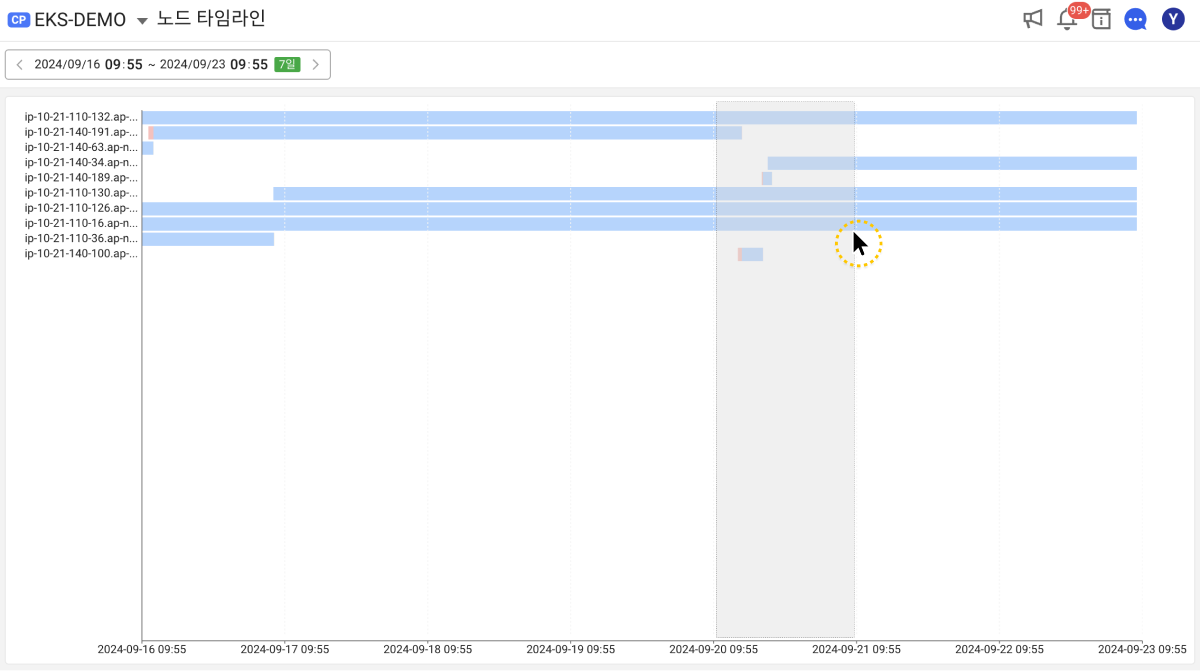 CP EKS-DEMO 노드 타임라인 99+ Y
2024/09/16 09:55 ~ 2024/09/23 09:55 7일
ip-10-21-110-132.ap-...
ip-10-21-140-191.ap-...
ip-10-21-140-63.ap-n...
ip-10-21-140-34.ap-n...
ip-10-21-140-189.ap-...
ip-10-21-110-130.ap-...
ip-10-21-110-126.ap-...
ip-10-21-110-16.ap-n...
ip-10-21-110-36.ap-n...
ip-10-21-140-100.ap-...
2024-09-16 09:55 2024-09-17 09:55 2024-09-18 09:55 2024-09-19 09:55 2024-09-20 09:55 2024-09-21 09:55 2024-09-22 09:55 2024-09-23 09:55